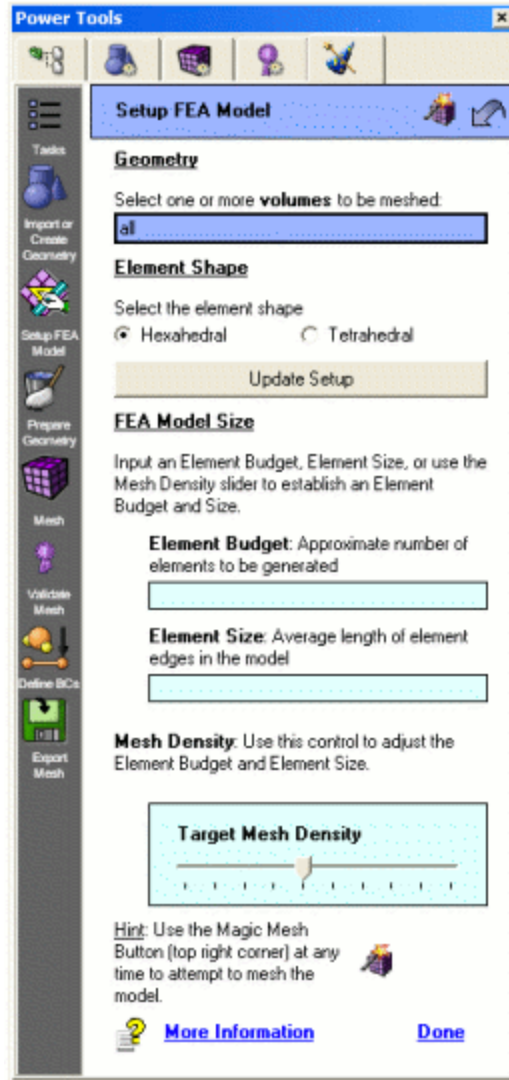 Power Tools
Tasks
Import or
Create
Geometry
Setup FEA
Model
Prepare
Geometry
Mesh
Validate
Mesh
Define BCs
Export
Mesh
Setup FEA Model
Geometry
Select one or more volumes to be meshed:
all
Element Shape
Select the element shape
Hexahedral
Tetrahedral
Update Setup
FEA Model Size
Input an Element Budget, Element Size, or use the
Mesh Density slider to establish an Element
Budget and Size.
Element Budget: Approximate number of
elements to be generated
Element Size: Average length of element
edges in the model
Mesh Density: Use this control to adjust the
Element Budget and Element Size.
Target Mesh Density
Hint: Use the Magic Mesh
Button (top right corner) at any
time to attempt to mesh the
model.
More Information
Done